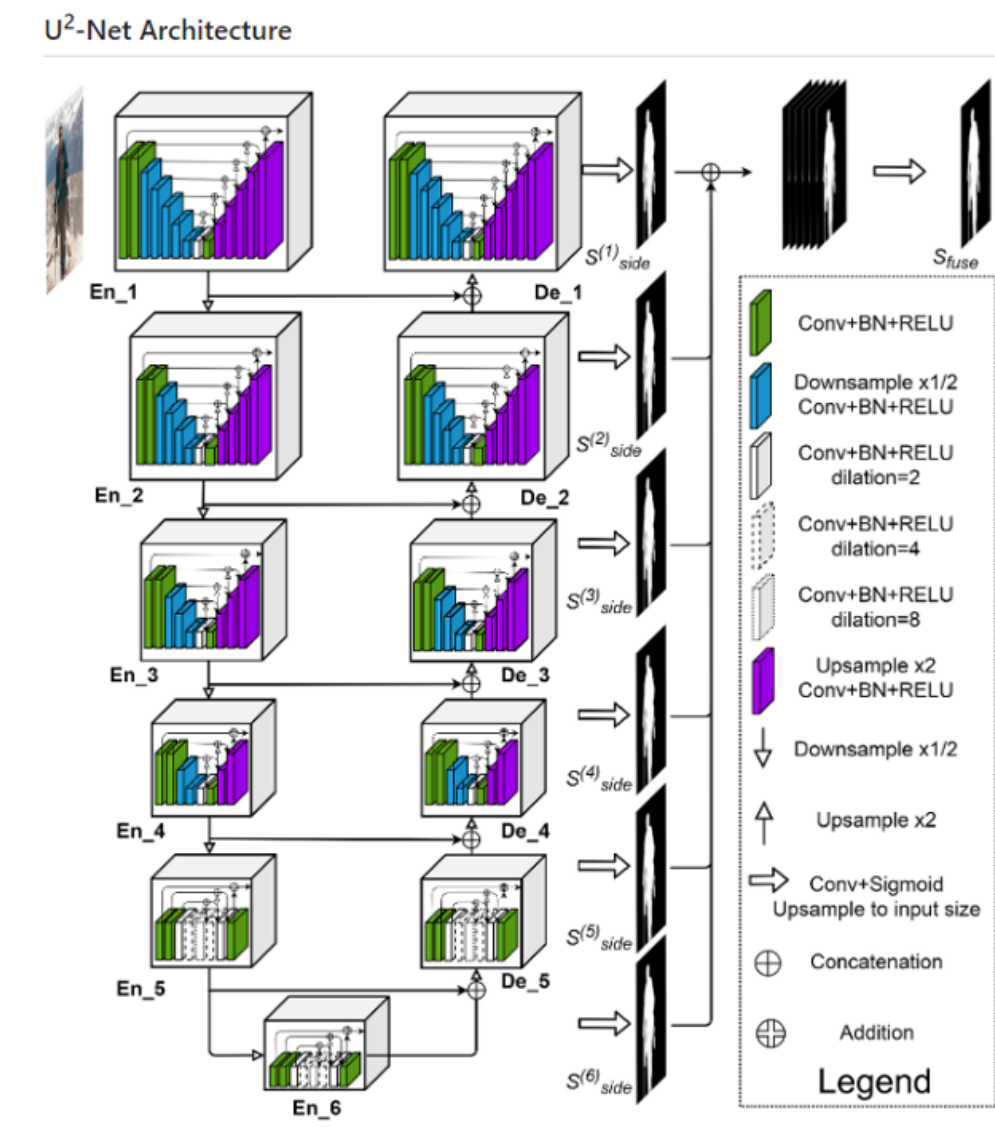 U²-Net Architecture
En_1
De_1
S⁽¹⁾side
Sfuse
En_2
De_2
S⁽²⁾side
En_3
De_3
S⁽³⁾side
En_4
De_4
S⁽⁴⁾side
En_5
De_5
S⁽⁵⁾side
En_6
S⁽⁶⁾side
Conv+BN+RELU
Downsample x1/2
Conv+BN+RELU
Conv+BN+RELU
dilation=2
Conv+BN+RELU
dilation=4
Conv+BN+RELU
dilation=8
Upsample x2
Conv+BN+RELU
Downsample x1/2
Upsample x2
Conv+Sigmoid
Upsample to input size
Concatenation
Addition
Legend